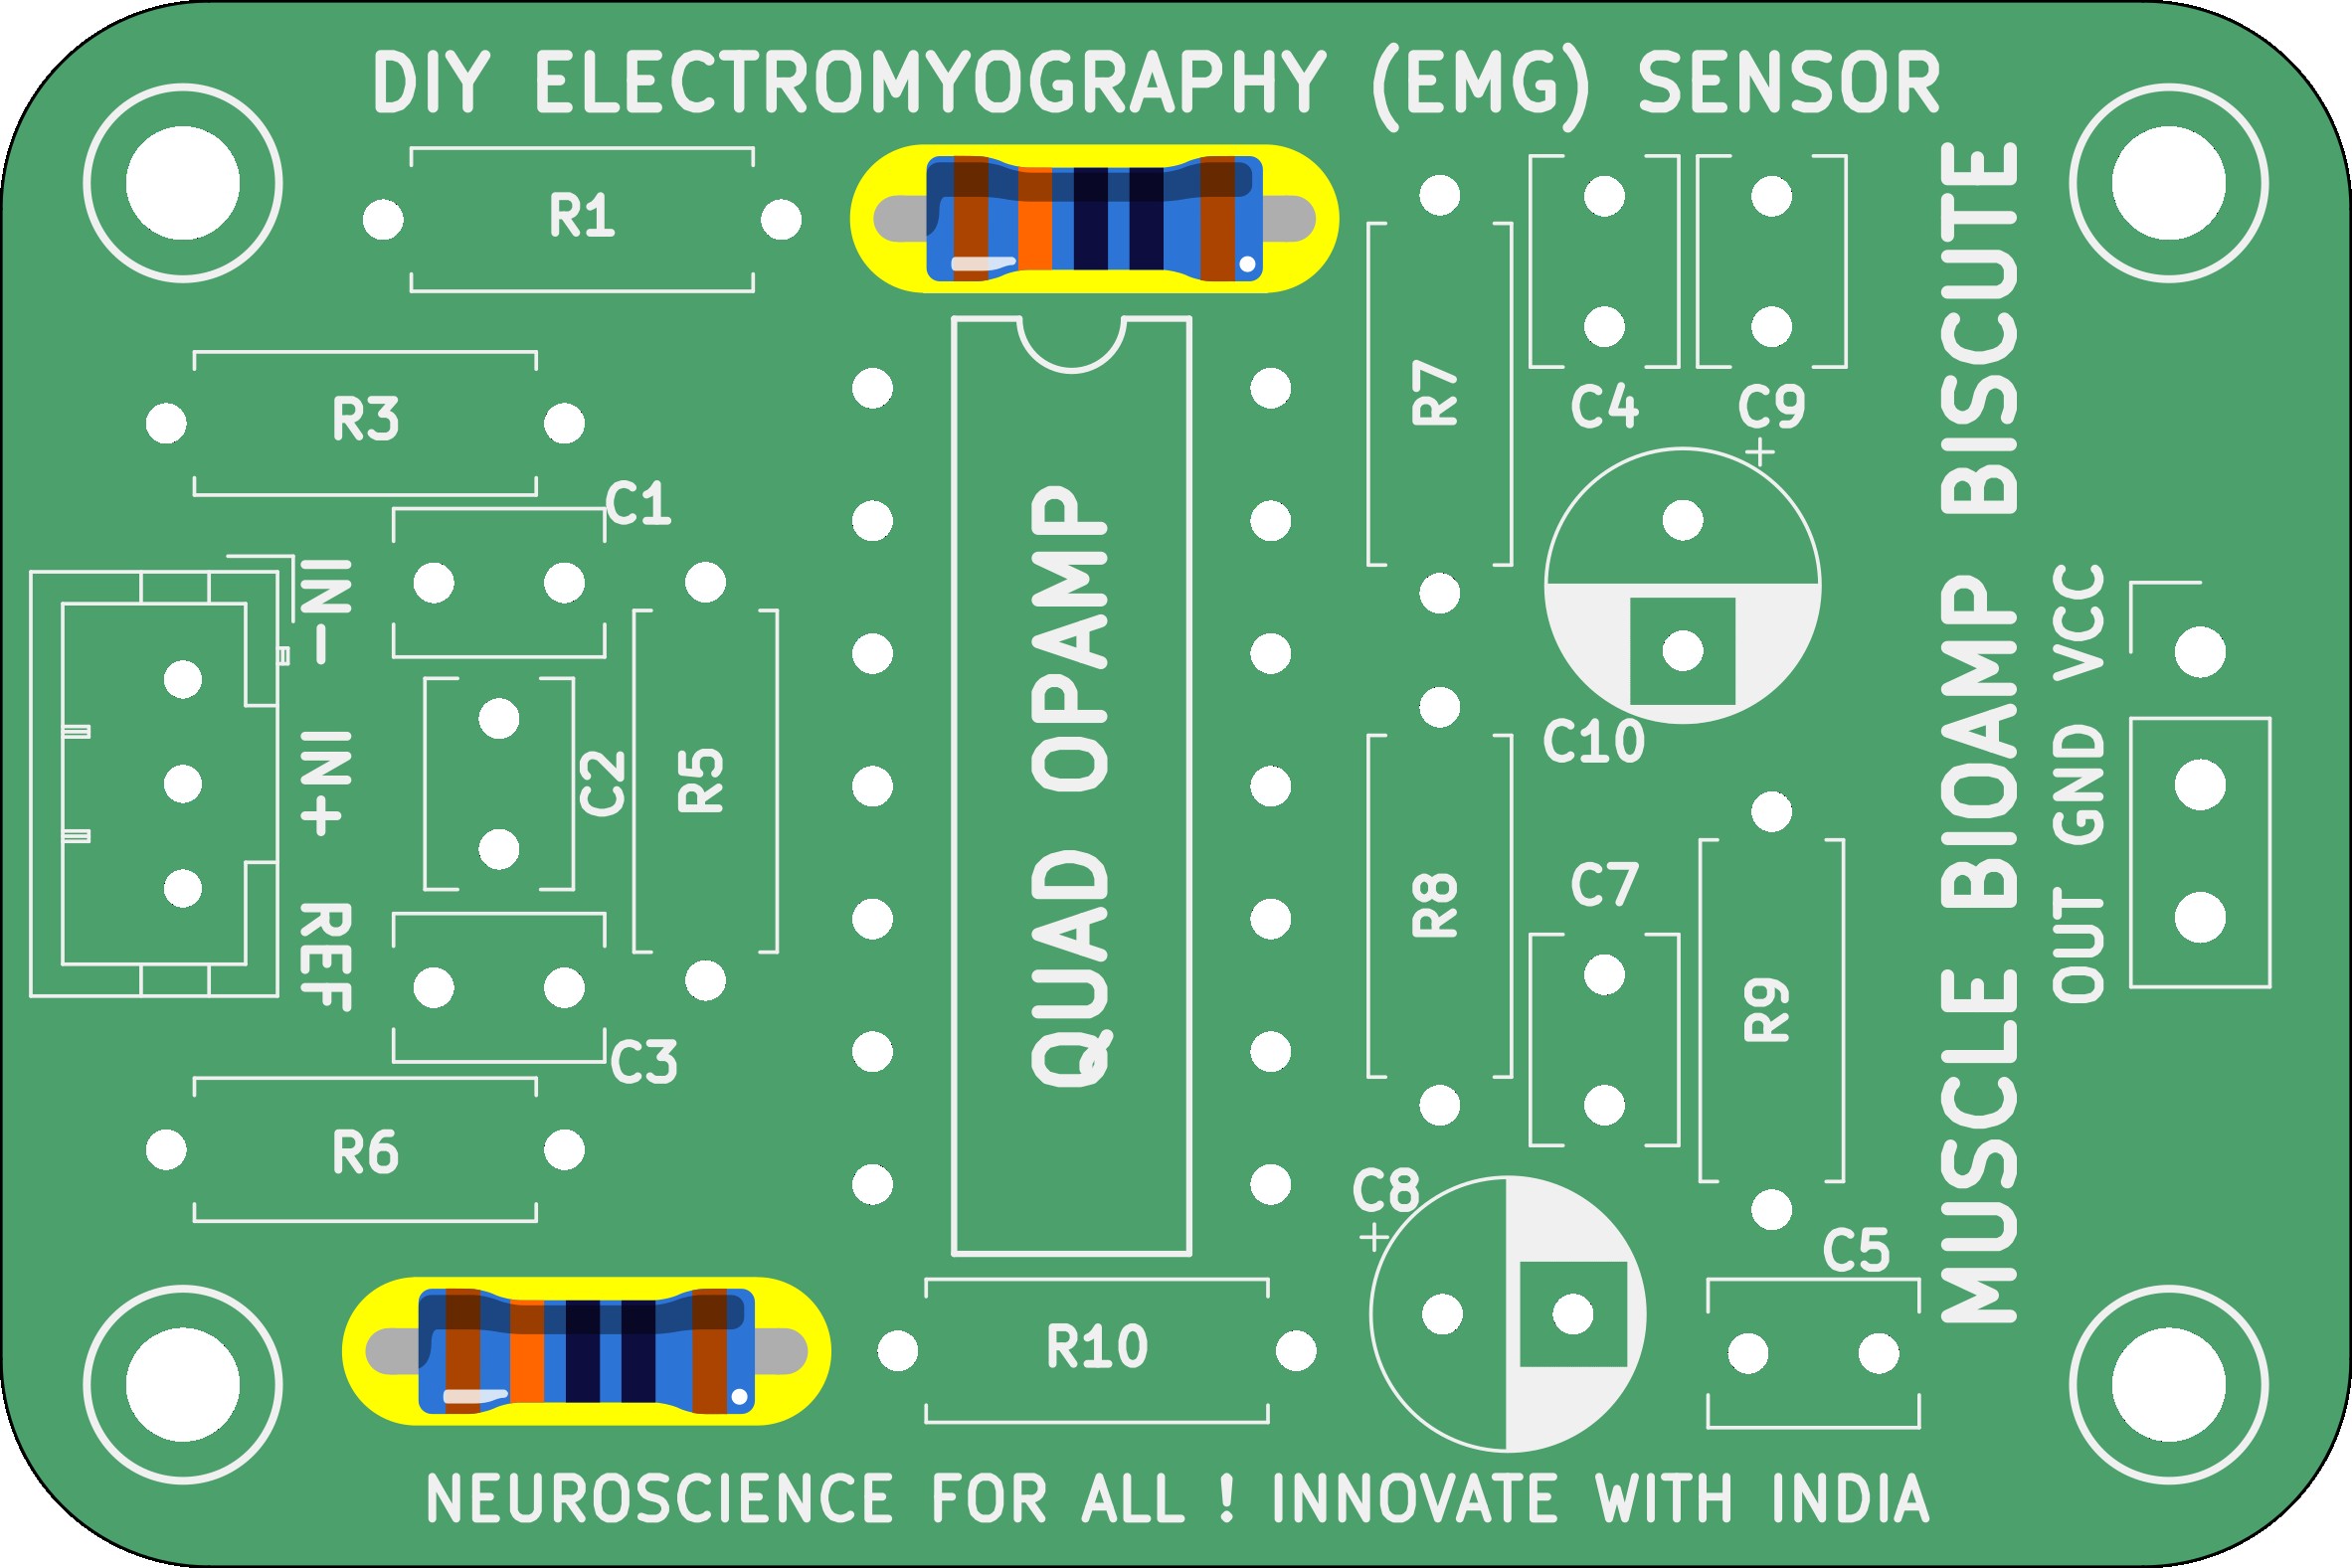 DIY ELECTROMYOGRAPHY (EMG) SENSOR
R1
R3
R7
C4
C9
+
C1
IN-
IN+
REF
C2
R5
QUAD OPAMP
C10
R8
C7
R9
MUSCLE BIOAMP BISCUTE
VCC
GND
OUT
C3
R6
C8
+
C5
R10
NEUROSCIENCE FOR ALL ! INNOVATE WITH INDIA